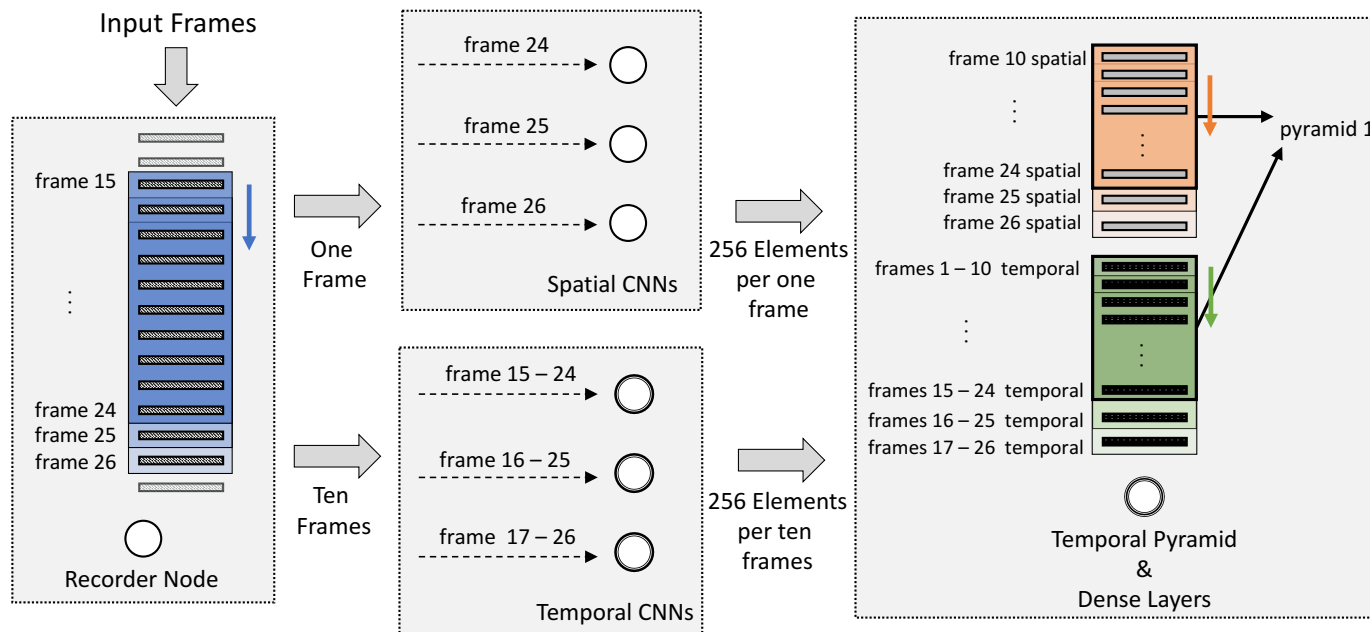 Input Frames
frame 15
⋮
frame 24
frame 25
frame 26
Recorder Node
One
Frame
Ten
Frames
frame 24
frame 25
frame 26
Spatial CNNs
frame 15 – 24
frame 16 – 25
frame 17 – 26
Temporal CNNs
256 Elements
per one
frame
256 Elements
per ten
frames
frame 10 spatial
⋮
⋮
frame 24 spatial
frame 25 spatial
frame 26 spatial
pyramid 1
frames 1 – 10 temporal
⋮
⋮
frames 15 – 24 temporal
frames 16 – 25 temporal
frames 17 – 26 temporal
Temporal Pyramid
&
Dense Layers